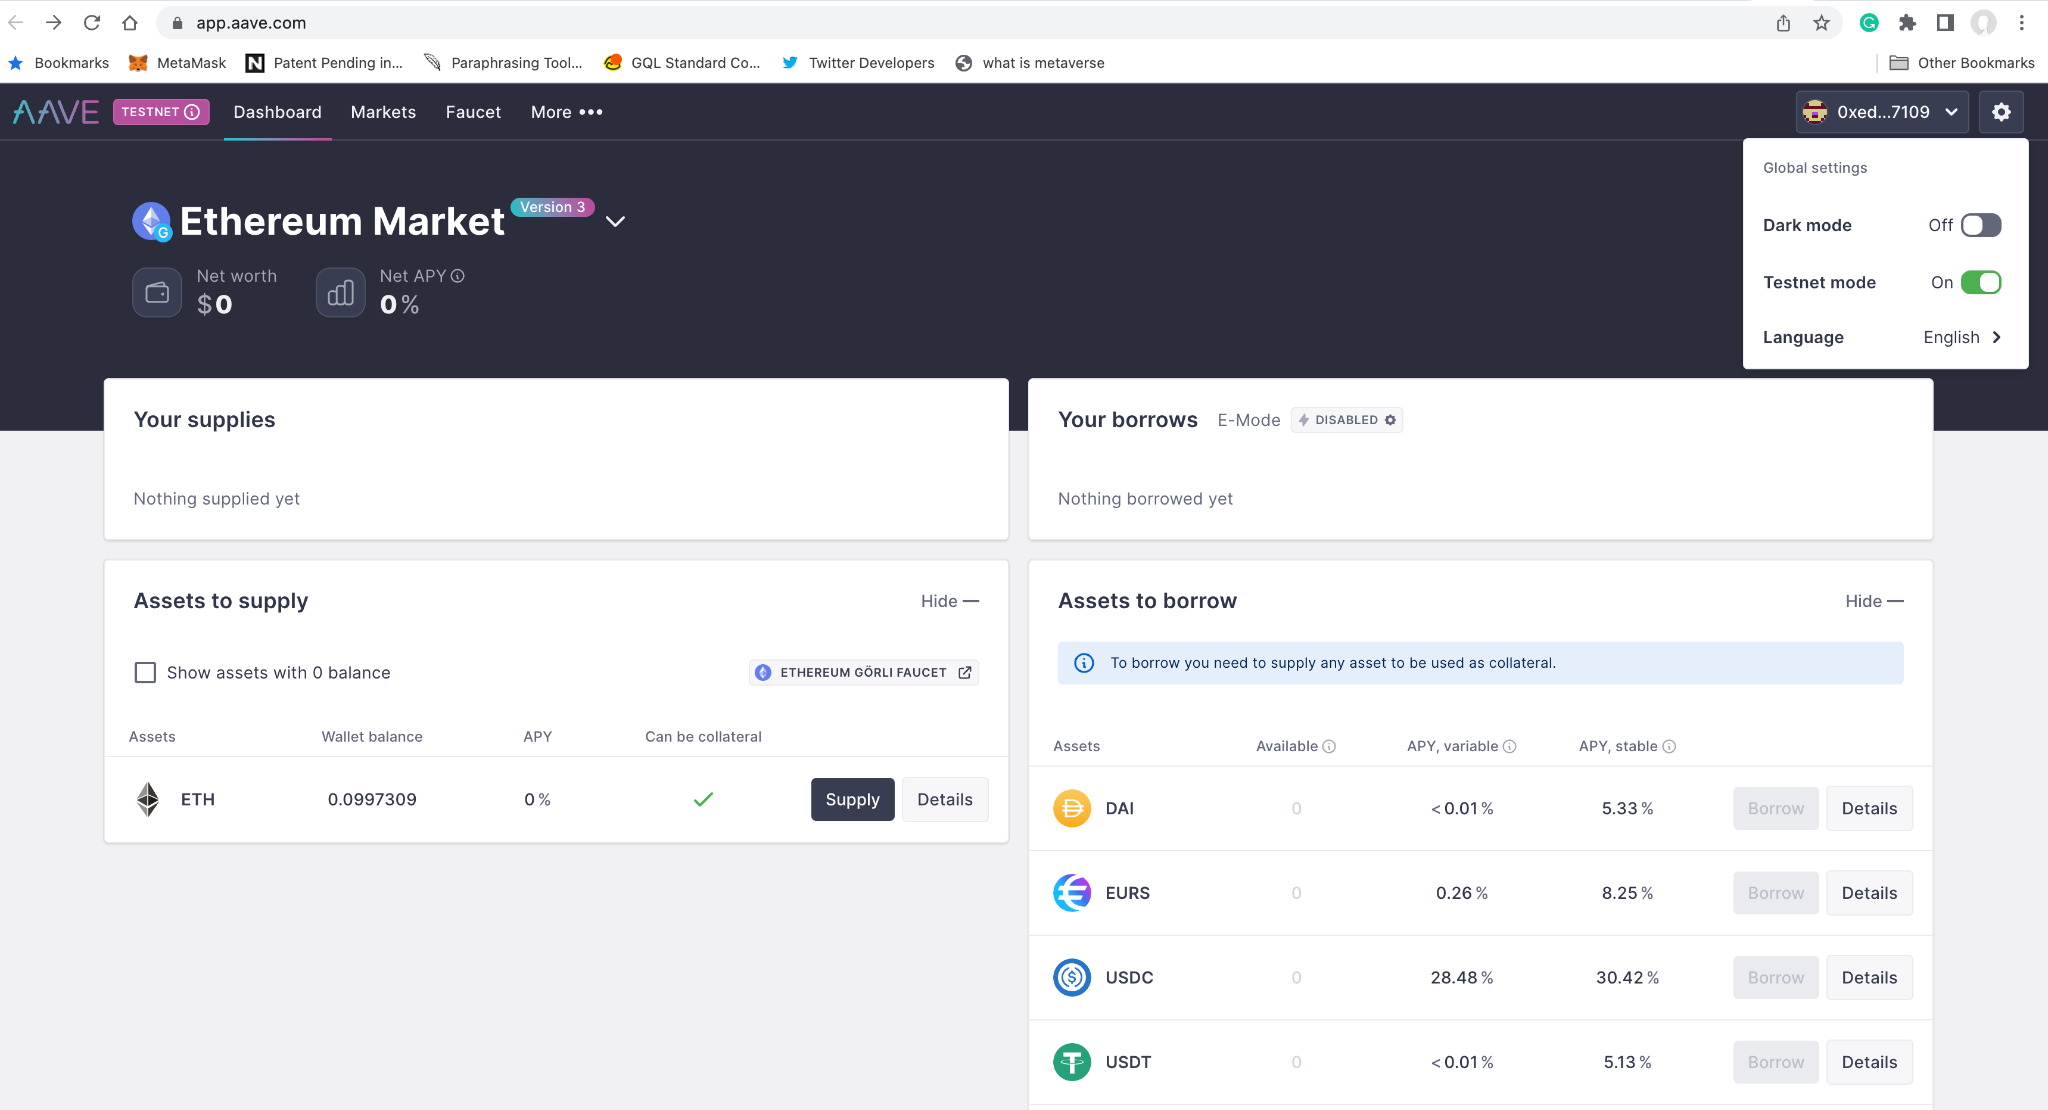 app.aave.com
Bookmarks MetaMask Patent Pending in... Paraphrasing Tool... GQL Standard Co... Twitter Developers what is metaverse Other Bookmarks
AAVE TESTNET Dashboard Markets Faucet More ••• 0xed...7109
Global settings
Dark mode Off
Testnet mode On
Language English
Ethereum Market Version 3
Net worth
$0
Net APY
0 %
Your supplies
Nothing supplied yet
Your borrows E-Mode DISABLED
Nothing borrowed yet
Assets to supply Hide —
Show assets with 0 balance ETHEREUM GÖRLI FAUCET
Assets Wallet balance APY Can be collateral
ETH 0.0997309 0 % Supply Details
Assets to borrow Hide —
To borrow you need to supply any asset to be used as collateral.
Assets Available APY, variable APY, stable
DAI 0 <0.01 % 5.33 % Borrow Details
EURS 0 0.26 % 8.25 % Borrow Details
USDC 0 28.48 % 30.42 % Borrow Details
USDT 0 <0.01 % 5.13 % Borrow Details